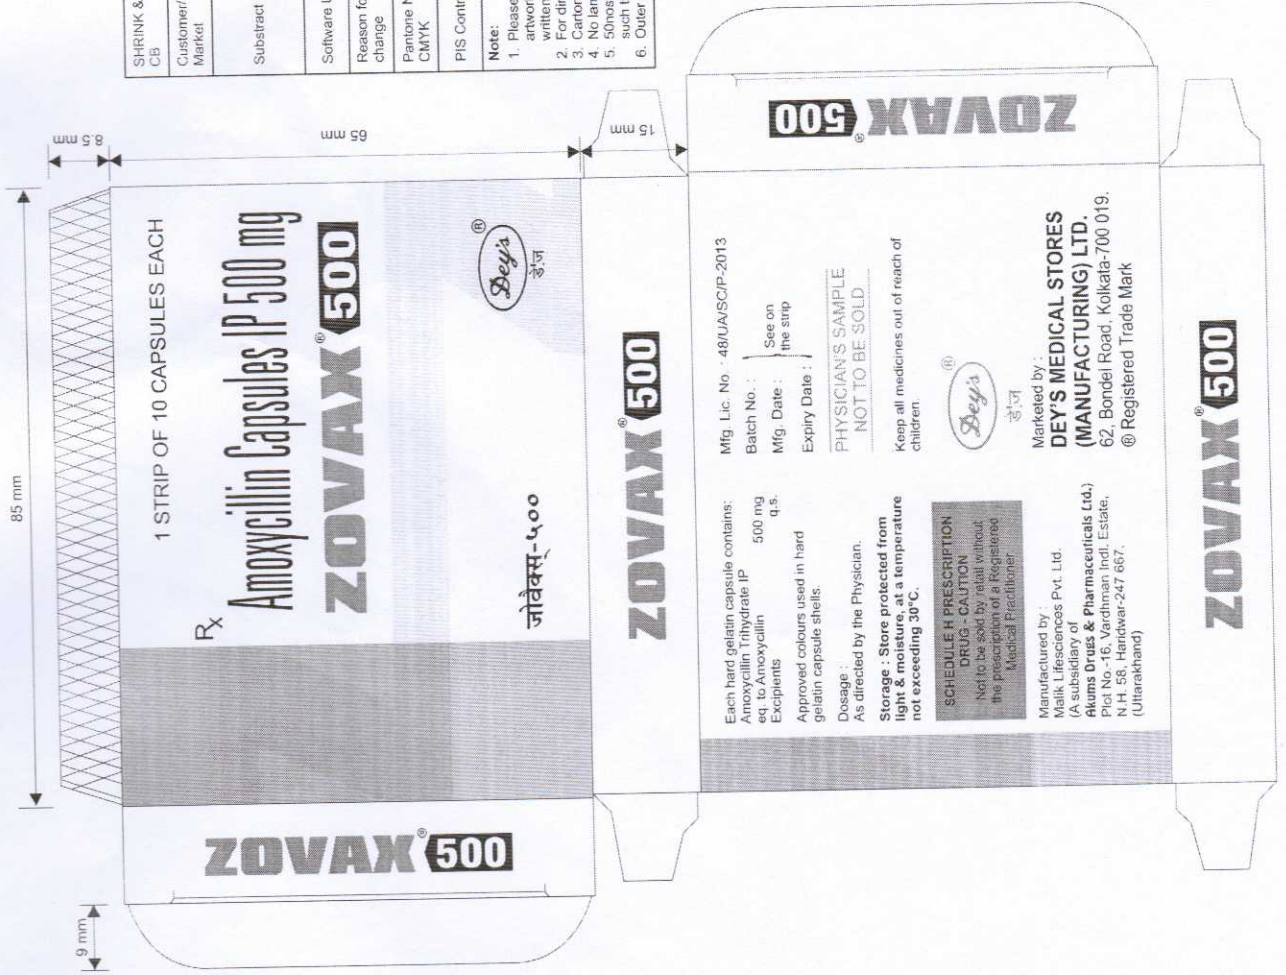 85 mm
8.5 mm
65 mm
15 mm
9 mm
1 STRIP OF 10 CAPSULES EACH
Rx
Amoxycillin Capsules IP 500 mg
ZOVAX® 500
जोवैक्स-५००
Dey's ®
डे'ज़
ZOVAX® 500
ZOVAX® 500
Each hard gelatin capsule contains:
Amoxycillin Trihydrate IP
eq. to Amoxycillin 500 mg
Excipients q.s.
Approved colours used in hard
gelatin capsule shells.
Dosage :
As directed by the Physician.
Storage : Store protected from
light & moisture, at a temperature
not exceeding 30°C.
SCHEDULE H PRESCRIPTION
DRUG - CAUTION
Not to be sold by retail without
the prescription of a Registered
Medical Practitioner
Manufactured by :
Malik Lifesciences Pvt. Ltd.
(A subsidiary of
Akums Drugs & Pharmaceuticals Ltd.)
Plot No.-16, Vardhman Indl. Estate,
N.H. 58, Haridwar-247 667.
(Uttarakhand)
Mfg. Lic. No. : 48/UA/SC/P-2013
Batch No. :
Mfg. Date :
Expiry Date :
See on
the strip
PHYSICIAN'S SAMPLE
NOT TO BE SOLD
Keep all medicines out of reach of
children.
Dey's ®
डे'ज़
Marketed by :
DEY'S MEDICAL STORES
(MANUFACTURING) LTD.
62, Bondel Road, Kolkata-700 019.
® Registered Trade Mark
ZOVAX® 500
ZOVAX® 500
SHRINK &
CB
Customer/
Market
Substract
Software
Reason fo
change
Pantone
CMYK
PIS Contr
Note:
1. Please
written
2. For
3. Carton
4. No
5. 50nos
such
6. Outer